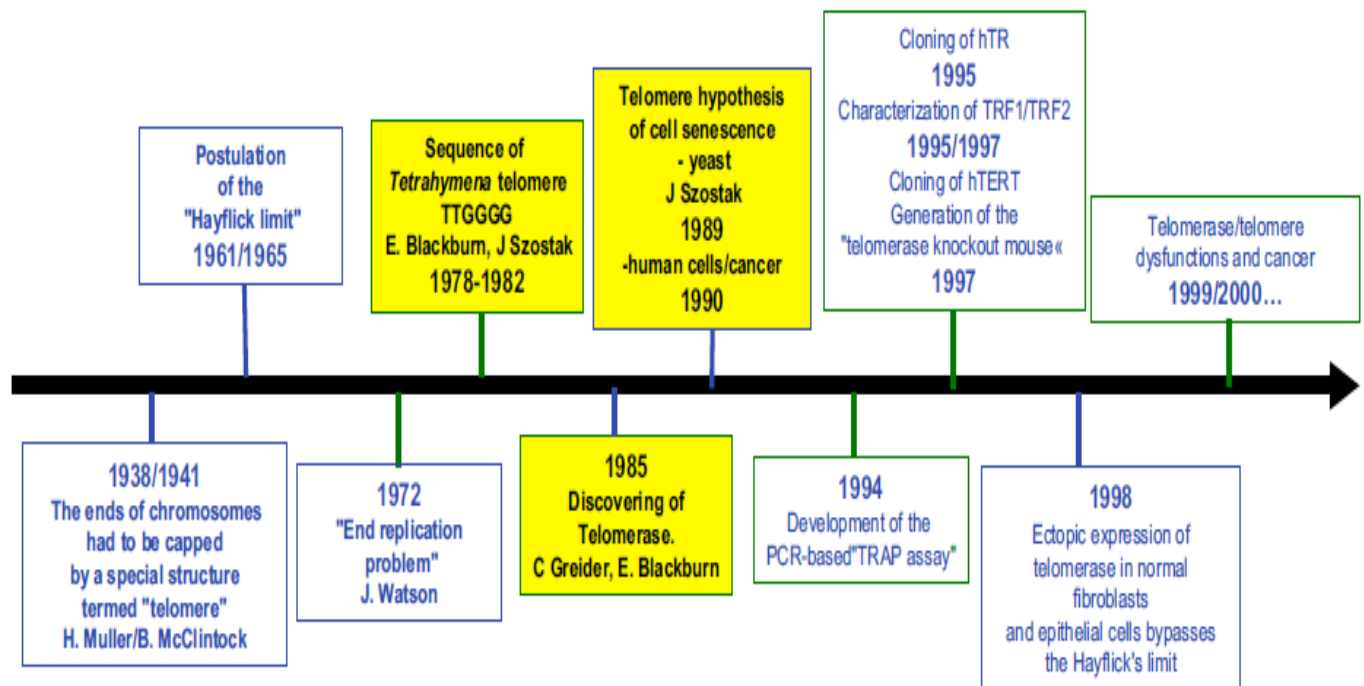 Postulation
of the
"Hayflick limit"
1961/1965
Sequence of
Tetrahymena telomere
TTGGGG
E. Blackburn, J Szostak
1978-1982
Telomere hypothesis
of cell senescence
- yeast
J Szostak
1989
-human cells/cancer
1990
Cloning of hTR
1995
Characterization of TRF1/TRF2
1995/1997
Cloning of hTERT
Generation of the
"telomerase knockout mouse«
1997
Telomerase/telomere
dysfunctions and cancer
1999/2000...
1938/1941
The ends of chromosomes
had to be capped
by a special structure
termed "telomere"
H. Muller/B. McClintock
1972
"End replication
problem"
J. Watson
1985
Discovering of
Telomerase.
C Greider, E. Blackburn
1994
Development of the
PCR-based"TRAP assay"
1998
Ectopic expression of
telomerase in normal
fibroblasts
and epithelial cells bypasses
the Hayflick's limit